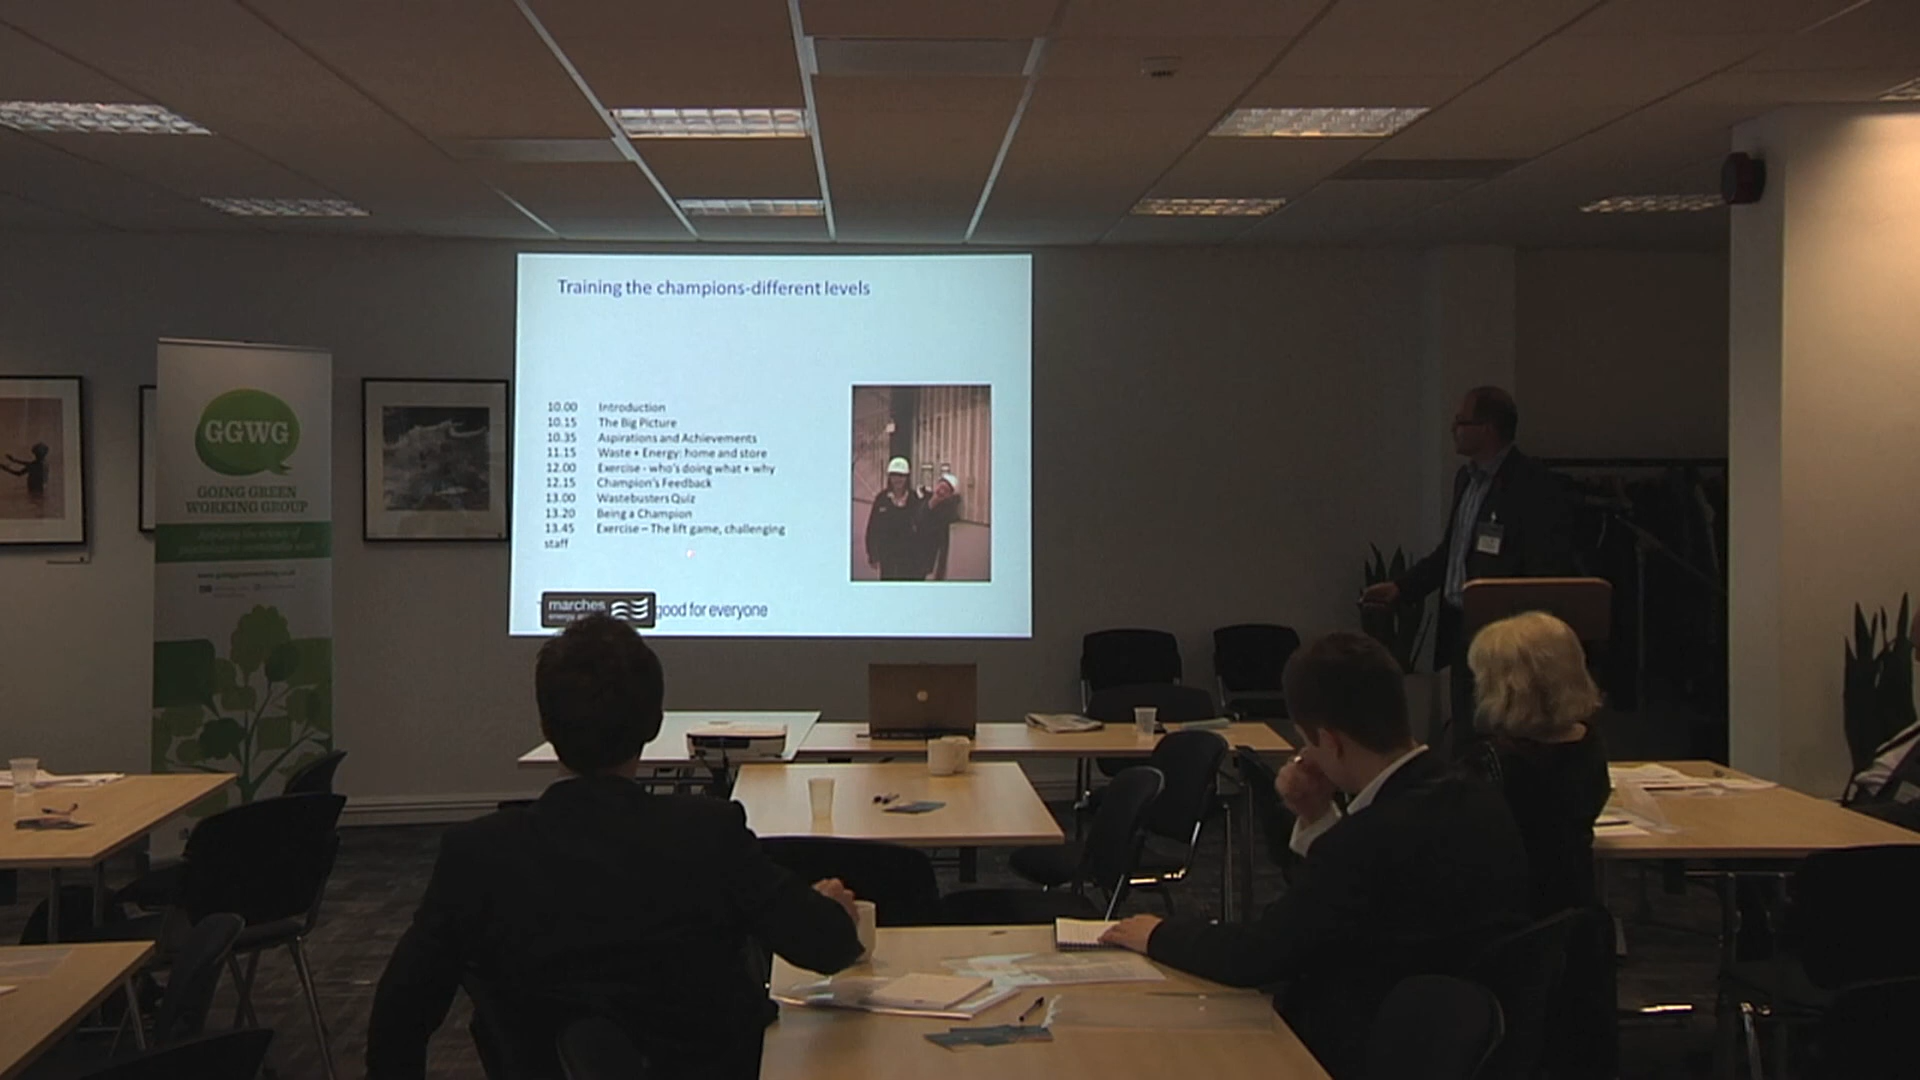 Training the champions-different levels
10.00 Introduction
10.15 The Big Picture
10.35 Aspirations and Achievements
11.15 Waste + Energy: home and store
12.00 Exercise - who's doing what + why
12.15 Champion's Feedback
13.00 Wastebusters Quiz
13.20 Being a Champion
13.45 Exercise – The lift game, challenging
staff
marches
energy
good for everyone
GGWG
GOING GREEN
WORKING GROUP